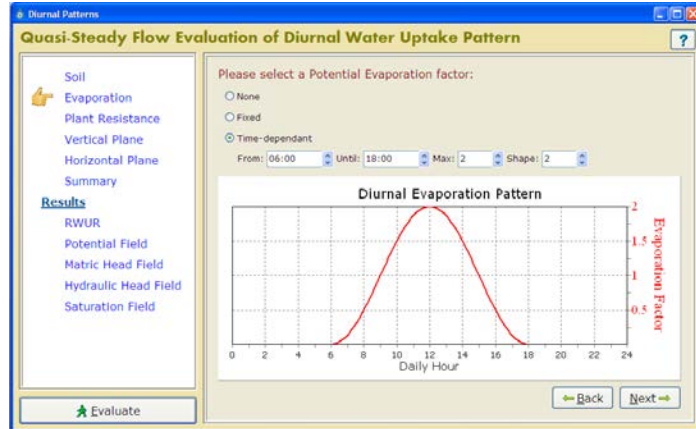 Diurnal Patterns
Quasi-Steady Flow Evaluation of Diurnal Water Uptake Pattern
?
Soil
Evaporation
Plant Resistance
Vertical Plane
Horizontal Plane
Summary
Results
RWUR
Potential Field
Matric Head Field
Hydraulic Head Field
Saturation Field
Evaluate
Please select a Potential Evaporation factor:
None
Fixed
Time-dependant
From: 06:00 Until: 18:00 Max: 2 Shape: 2
Diurnal Evaporation Pattern
2
1.5
1
0.5
Evaporation Factor
0 2 4 6 8 10 12 14 16 18 20 22 24
Daily Hour
Back Next